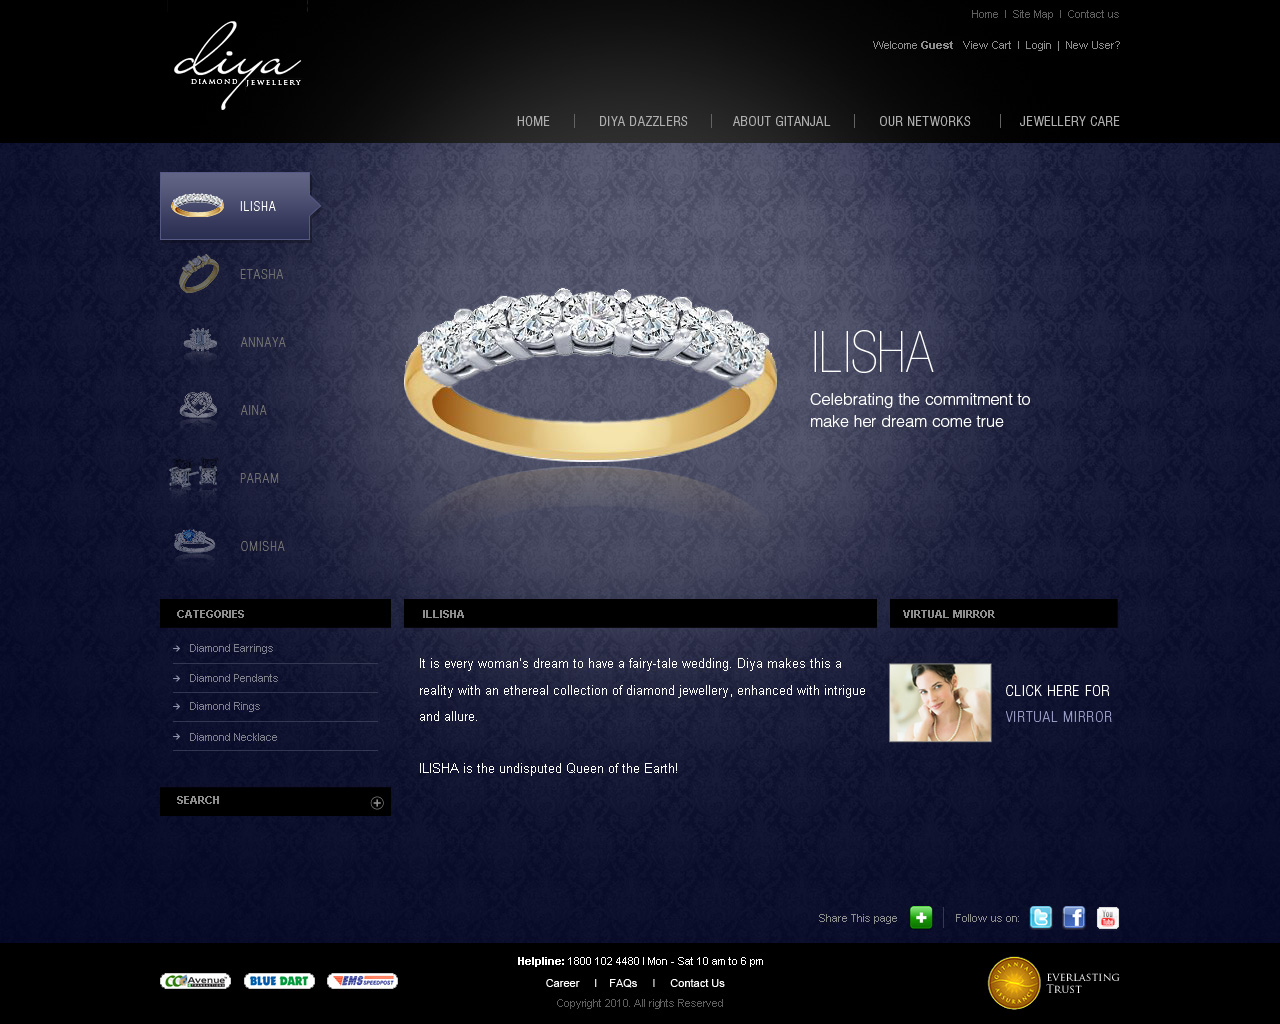 diya
DIAMOND JEWELLERY
Home | Site Map | Contact us
Welcome Guest View Cart | Login | New User?
HOME | DIYA DAZZLERS | ABOUT GITANJAL | OUR NETWORKS | JEWELLERY CARE
ILISHA
ETASHA
ANNAYA
AINA
PARAM
OMISHA
ILISHA
Celebrating the commitment to
make her dream come true
CATEGORIES
Diamond Earrings
Diamond Pendants
Diamond Rings
Diamond Necklace
SEARCH
ILLISHA
It is every woman's dream to have a fairy-tale wedding. Diya makes this a
reality with an ethereal collection of diamond jewellery, enhanced with intrigue
and allure.
ILISHA is the undisputed Queen of the Earth!
VIRTUAL MIRROR
CLICK HERE FOR
VIRTUAL MIRROR
Share This page
Follow us on:
You
Tube
CCAvenue
TRANSACTIONS
BLUE DART
EMS
SPEEDPOST
Helpline: 1800 102 4480 | Mon - Sat 10 am to 6 pm
Career | FAQs | Contact Us
Copyright 2010. All rights Reserved
GITANJALI
ASSURANCE
EVERLASTING
TRUST